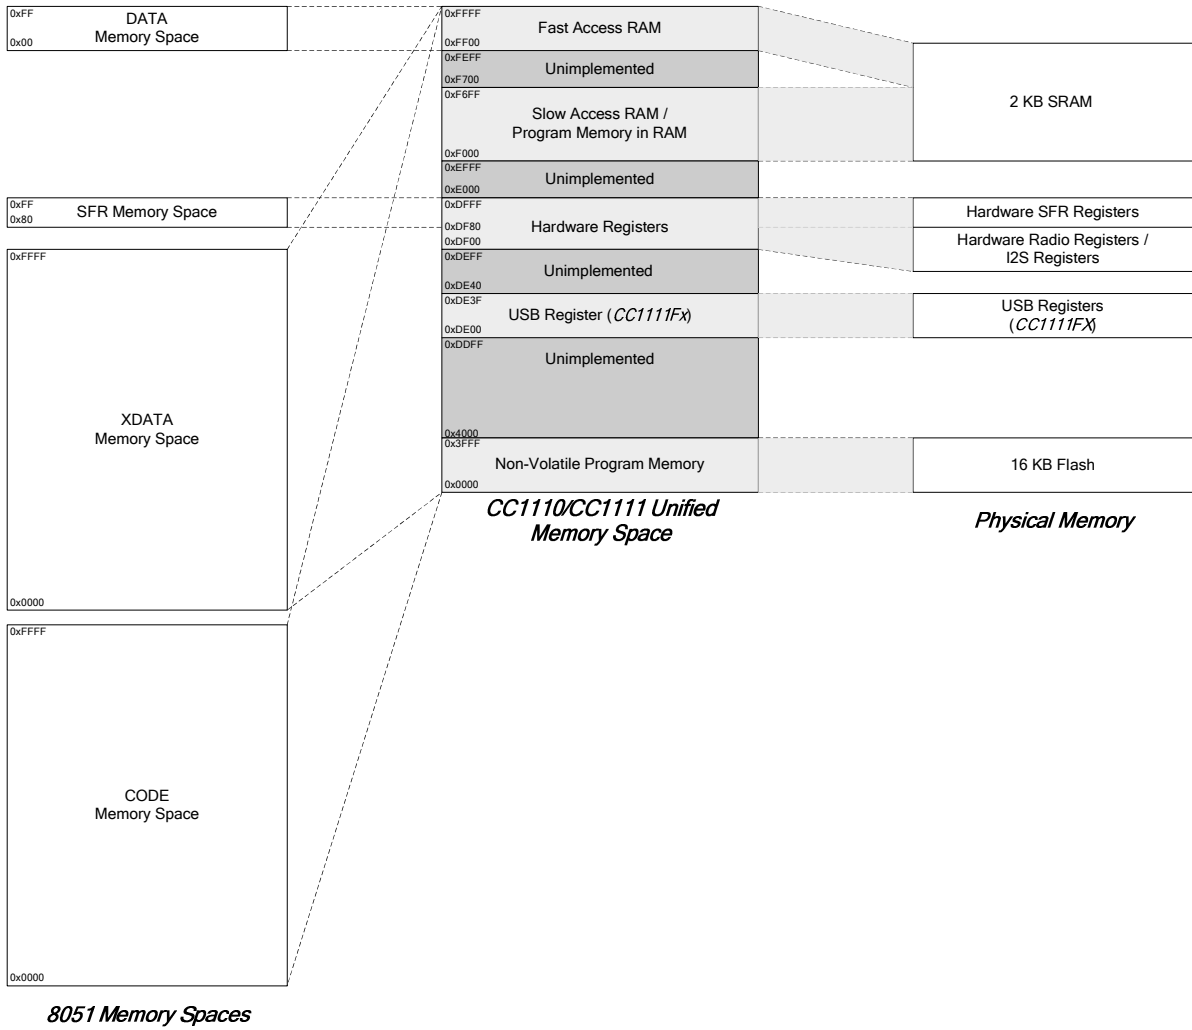 0xFF
DATA
Memory Space
0x00
0xFF
SFR Memory Space
0x80
0xFFFF
XDATA
Memory Space
0x0000
0xFFFF
CODE
Memory Space
0x0000
8051 Memory Spaces
0xFFFF
Fast Access RAM
0xFF00
0xFEFF
Unimplemented
0xF700
0xF6FF
Slow Access RAM /
Program Memory in RAM
0xF000
0xEFFF
Unimplemented
0xE000
0xDFFF
0xDF80
Hardware Registers
0xDF00
0xDEFF
Unimplemented
0xDE40
0xDE3F
USB Register (CC1111Fx)
0xDE00
0xDDFF
Unimplemented
0x4000
0x3FFF
Non-Volatile Program Memory
0x0000
CC1110/CC1111 Unified
Memory Space
2 KB SRAM
Hardware SFR Registers
Hardware Radio Registers /
I2S Registers
USB Registers
(CC1111FX)
16 KB Flash
Physical Memory